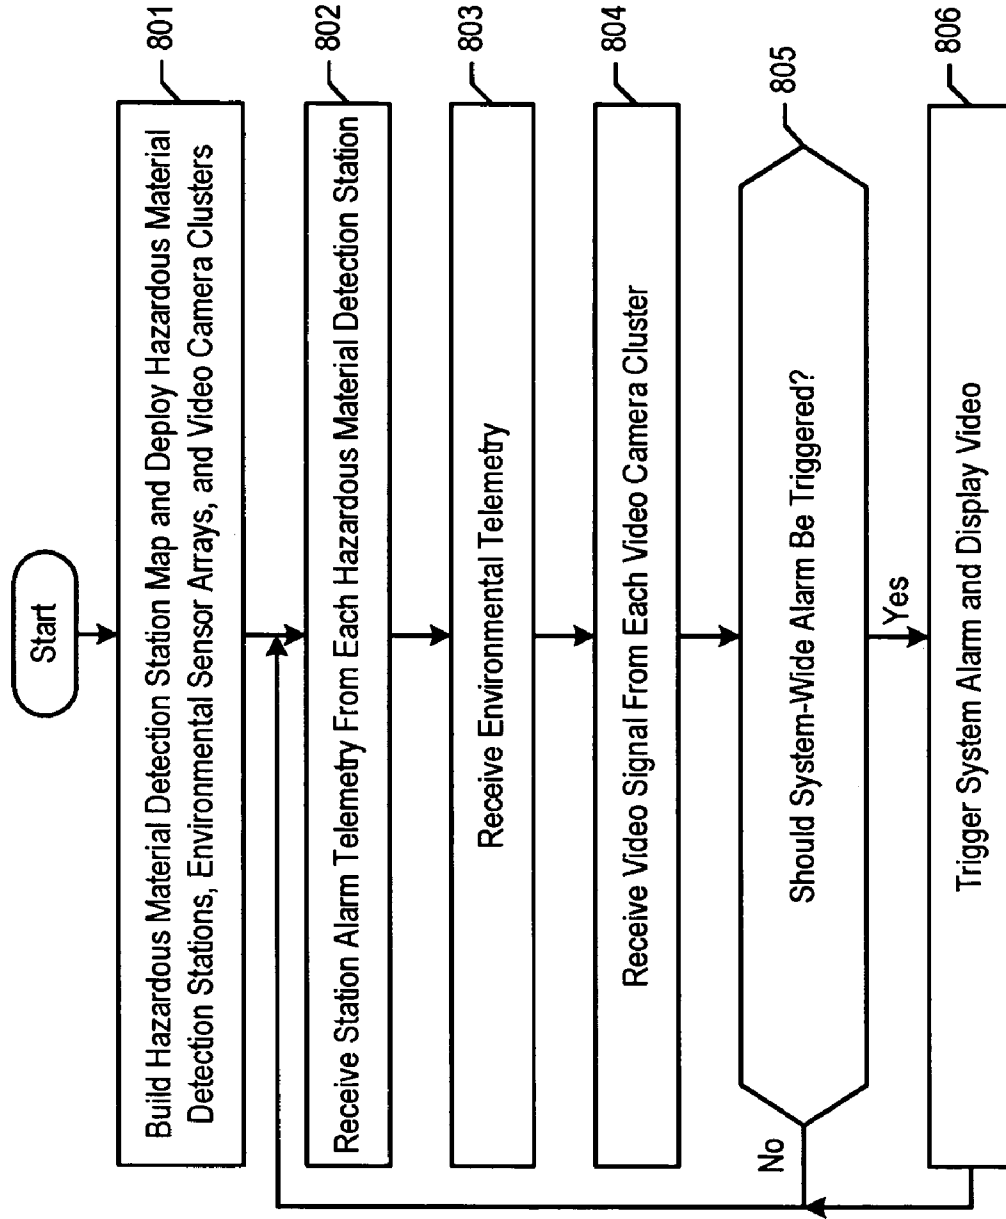 Start
Build Hazardous Material Detection Station Map and Deploy Hazardous Material
Detection Stations, Environmental Sensor Arrays, and Video Camera Clusters
801
Receive Station Alarm Telemetry From Each Hazardous Material Detection Station
802
Receive Environmental Telemetry
803
Receive Video Signal From Each Video Camera Cluster
804
Should System-Wide Alarm Be Triggered?
805
No
Yes
Trigger System Alarm and Display Video
806